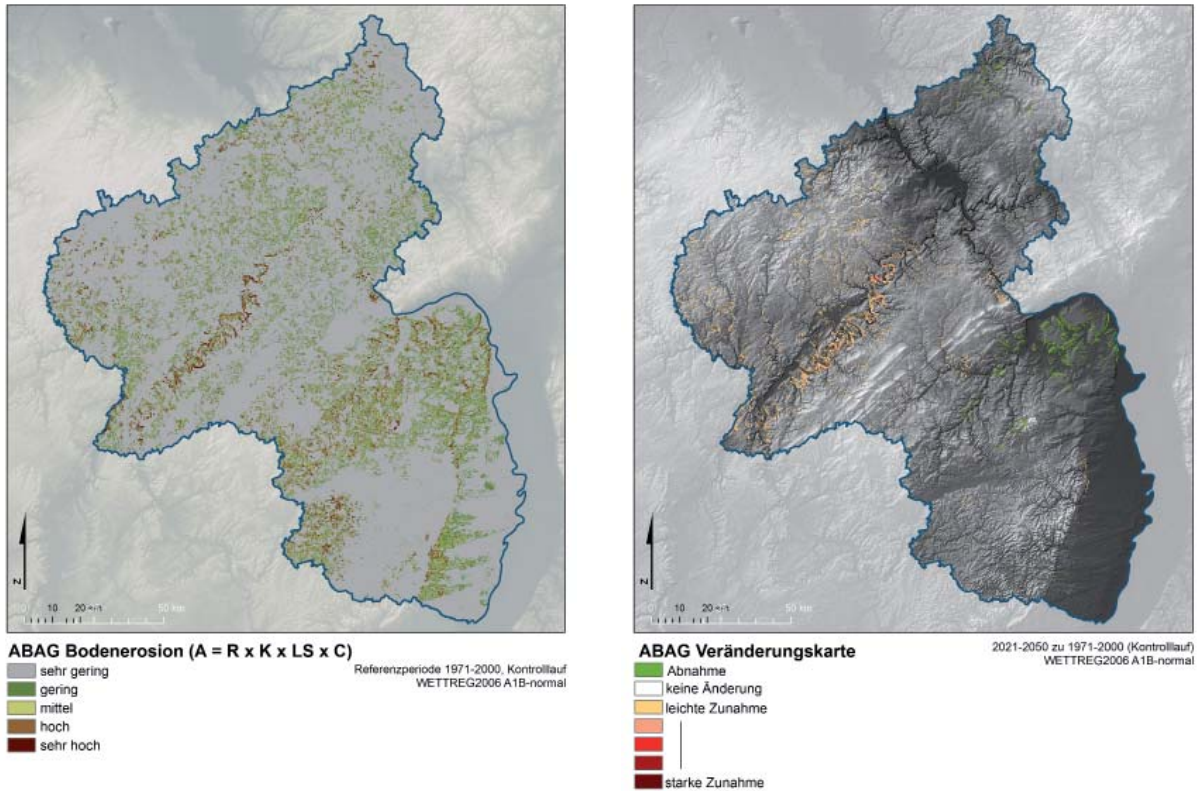 N
10
20
50 km
ABAG Bodenerosion (A = R x K x LS x C)
Referenzperiode 1971-2000, Kontrolllauf
WETTREG2006 A1B-normal
sehr gering
gering
mittel
hoch
sehr hoch
N
10
20
50 km
ABAG Veränderungskarte
2021-2050 zu 1971-2000 (Kontrolllauf)
WETTREG2006 A1B-normal
Abnahme
keine Änderung
leichte Zunahme
starke Zunahme